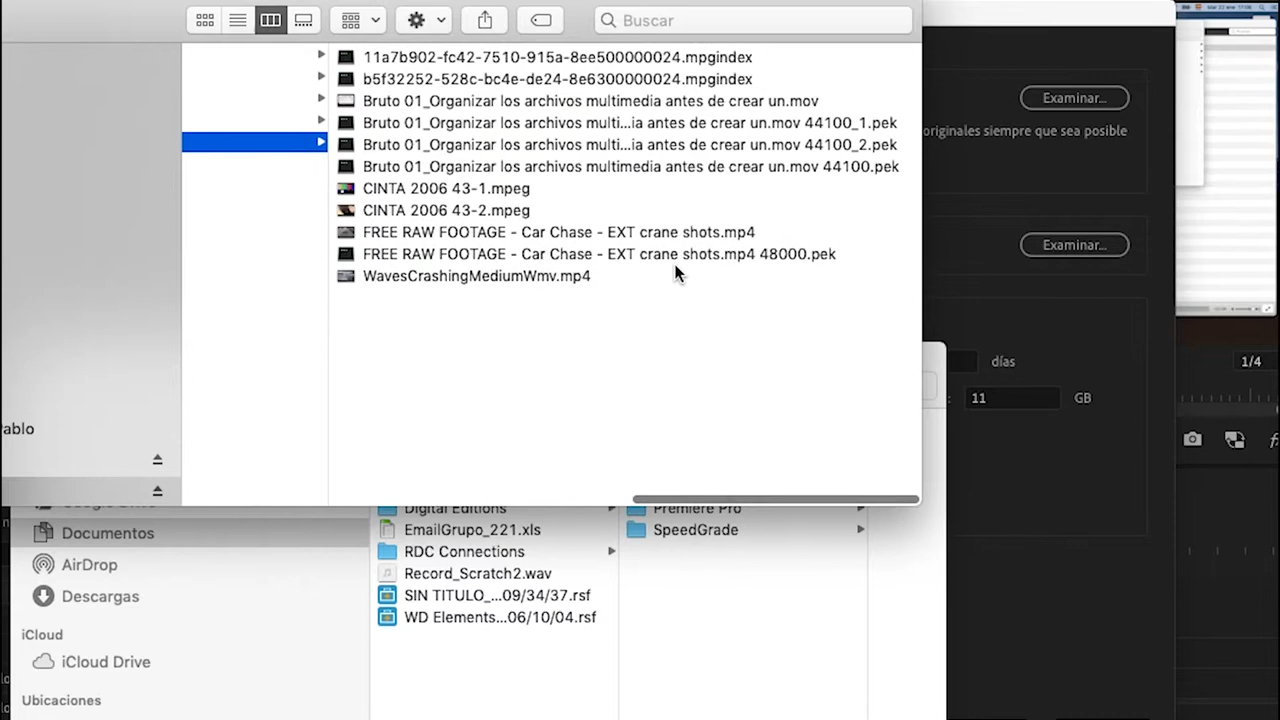 Buscar
11a7b902-fc42-7510-915a-8ee500000024.mpgindex
b5f32252-528c-bc4e-de24-8e6300000024.mpgindex
Bruto 01_Organizar los archivos multimedia antes de crear un.mov
Bruto 01_Organizar los archivos multi...ia antes de crear un.mov 44100_1.pek
Bruto 01_Organizar los archivos multi...ia antes de crear un.mov 44100_2.pek
Bruto 01_Organizar los archivos multimedia antes de crear un.mov 44100.pek
CINTA 2006 43-1.mpeg
CINTA 2006 43-2.mpeg
FREE RAW FOOTAGE - Car Chase - EXT crane shots.mp4
FREE RAW FOOTAGE - Car Chase - EXT crane shots.mp4 48000.pek
WavesCrashingMediumWmv.mp4
Examinar...
originales siempre que sea posible
Examinar...
días
11 GB
1/4
Pablo
Documentos
AirDrop
Descargas
iCloud
iCloud Drive
Ubicaciones
Digital Editions
EmailGrupo_221.xls
RDC Connections
Record_Scratch2.wav
SIN TITULO_...09/34/37.rsf
WD Elements...06/10/04.rsf
Premiere Pro
SpeedGrade